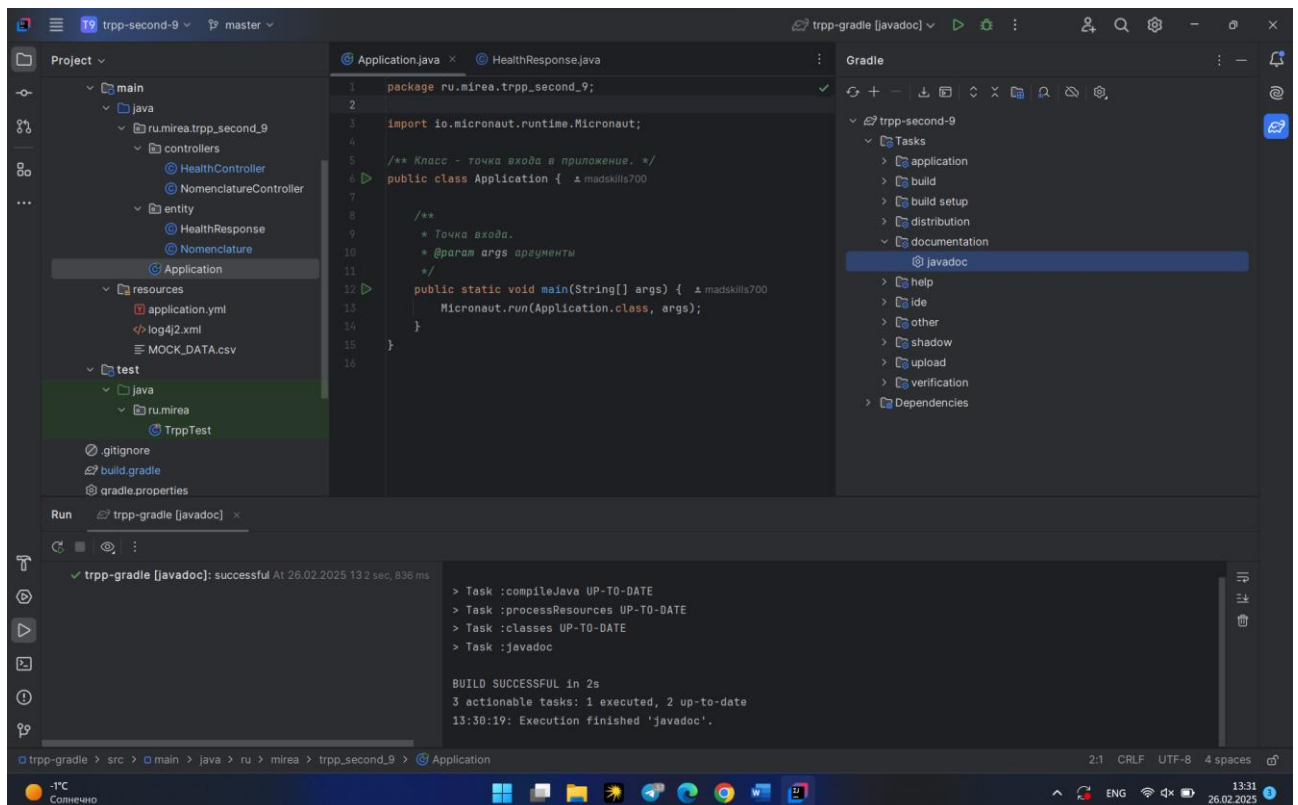 T9 trpp-second-9 master trpp-gradle [javadoc]
Project
main
java
ru.mirea.trpp_second_9
controllers
HealthController
NomenclatureController
entity
HealthResponse
Nomenclature
Application
resources
application.yml
log4j2.xml
MOCK_DATA.csv
test
java
ru.mirea
TrppTest
.gitignore
build.gradle
gradle.properties
Application.java HealthResponse.java
1 package ru.mirea.trpp_second_9;
2
3 import io.micronaut.runtime.Micronaut;
4
5 /** Класс - точка входа в приложение. */
6 public class Application { madskills700
7
8 /**
9 * Точка входа.
10 * @param args аргументы
11 */
12 public static void main(String[] args) { madskills700
13 Micronaut.run(Application.class, args);
14 }
15 }
16
Gradle
trpp-second-9
Tasks
application
build
build setup
distribution
documentation
javadoc
help
ide
other
shadow
upload
verification
Dependencies
Run trpp-gradle [javadoc]
trpp-gradle [javadoc]: successful At 26.02.2025 13 2 sec, 836 ms
> Task :compileJava UP-TO-DATE
> Task :processResources UP-TO-DATE
> Task :classes UP-TO-DATE
> Task :javadoc
BUILD SUCCESSFUL in 2s
3 actionable tasks: 1 executed, 2 up-to-date
13:30:19: Execution finished 'javadoc'.
trpp-gradle > src > main > java > ru > mirea > trpp_second_9 > Application 2:1 CRLF UTF-8 4 spaces
-1°C
Солнечно
ENG
13:31
26.02.2025
3